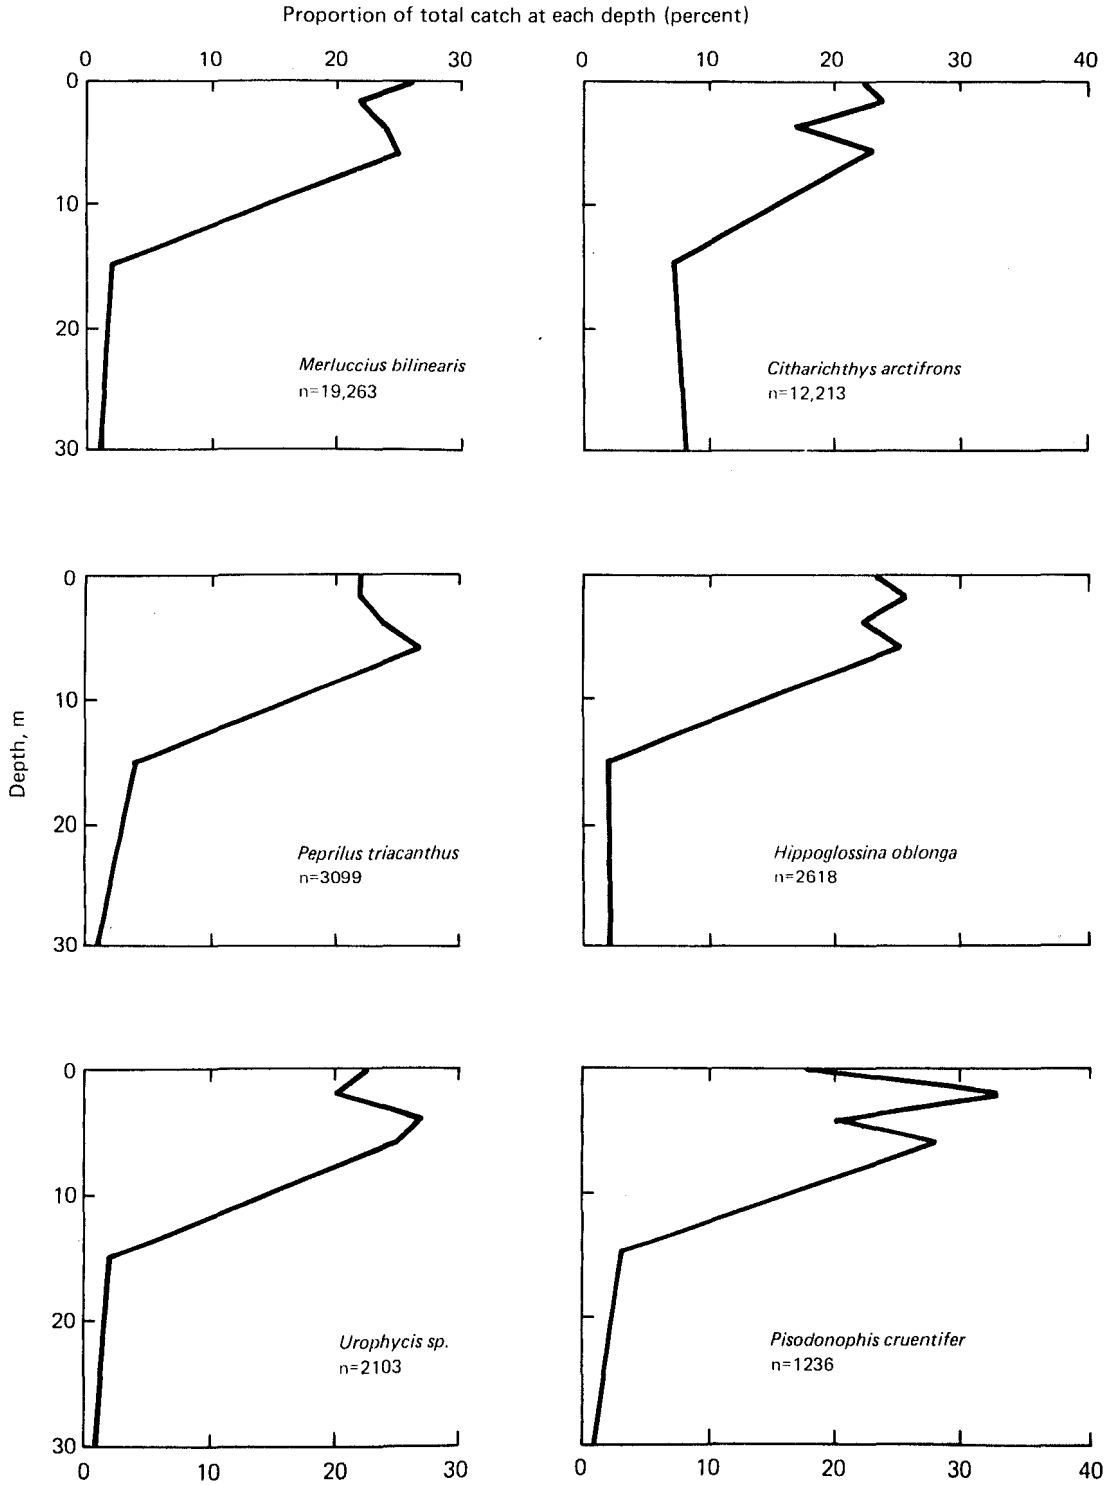 Proportion of total catch at each depth (percent)
0 10 20 30
0 10 20 30 40
0
10
20
30
Merluccius bilinearis
n=19,263
Citharichthys arctifrons
n=12,213
Depth, m
0
10
20
30
Peprilus triacanthus
n=3099
Hippoglossina oblonga
n=2618
0
10
20
30
Urophycis sp.
n=2103
Pisodonophis cruentifer
n=1236
0 10 20 30
0 10 20 30 40